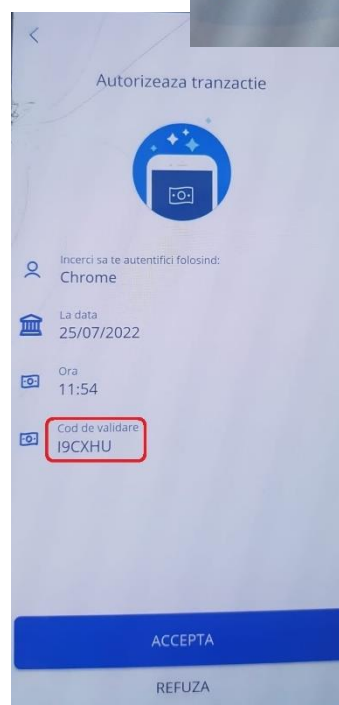 Autorizeaza tranzactie
Incerci sa te autentifici folosind:
Chrome
La data
25/07/2022
Ora
11:54
Cod de validare
I9CXHU
ACCEPTA
REFUZA